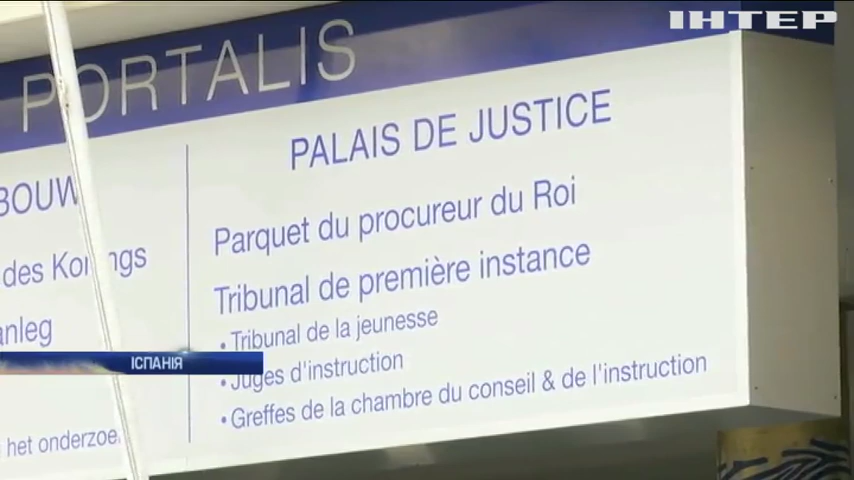 ІНТЕР
PORTALIS
PALAIS DE JUSTICE
Parquet du procureur du Roi
Tribunal de première instance
• Tribunal de la jeunesse
• Juges d'instruction
• Greffes de la chambre du conseil & de l'instruction
BOUW
des Konings
anleg
het onderzoe
ІСПАНІЯ